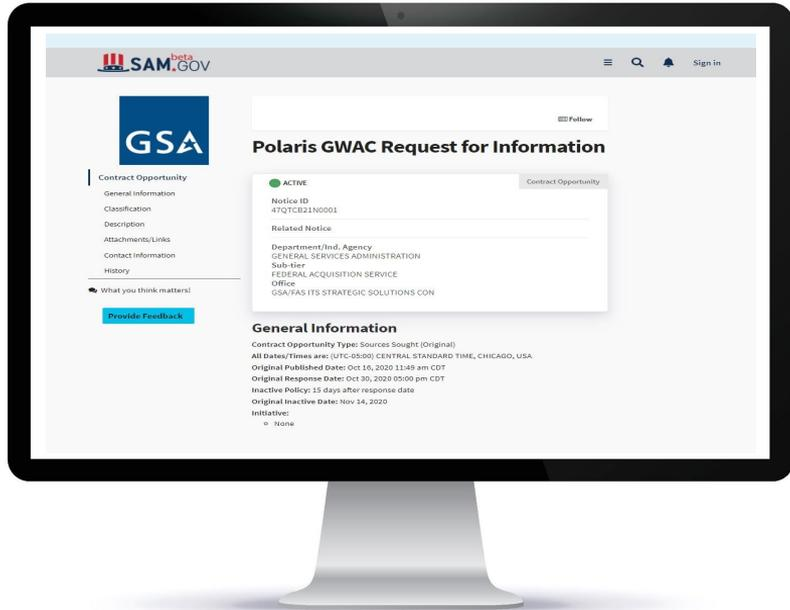 SAM.GOV
beta
Sign in
GSA
Follow
Polaris GWAC Request for Information
Contract Opportunity
General Information
Classification
Description
Attachments/Links
Contact Information
History
What you think matters!
Provide Feedback
ACTIVE
Contract Opportunity
Notice ID
47QTCB21N0001
Related Notice
Department/Ind. Agency
GENERAL SERVICES ADMINISTRATION
Sub-tier
FEDERAL ACQUISITION SERVICE
Office
GSA/FAS ITS STRATEGIC SOLUTIONS CON
General Information
Contract Opportunity Type: Sources Sought (Original)
All Dates/Times are: (UTC-05:00) CENTRAL STANDARD TIME, CHICAGO, USA
Original Published Date: Oct 16, 2020 11:49 am CDT
Original Response Date: Oct 30, 2020 05:00 pm CDT
Inactive Policy: 15 days after response date
Original Inactive Date: Nov 14, 2020
Initiative:
None